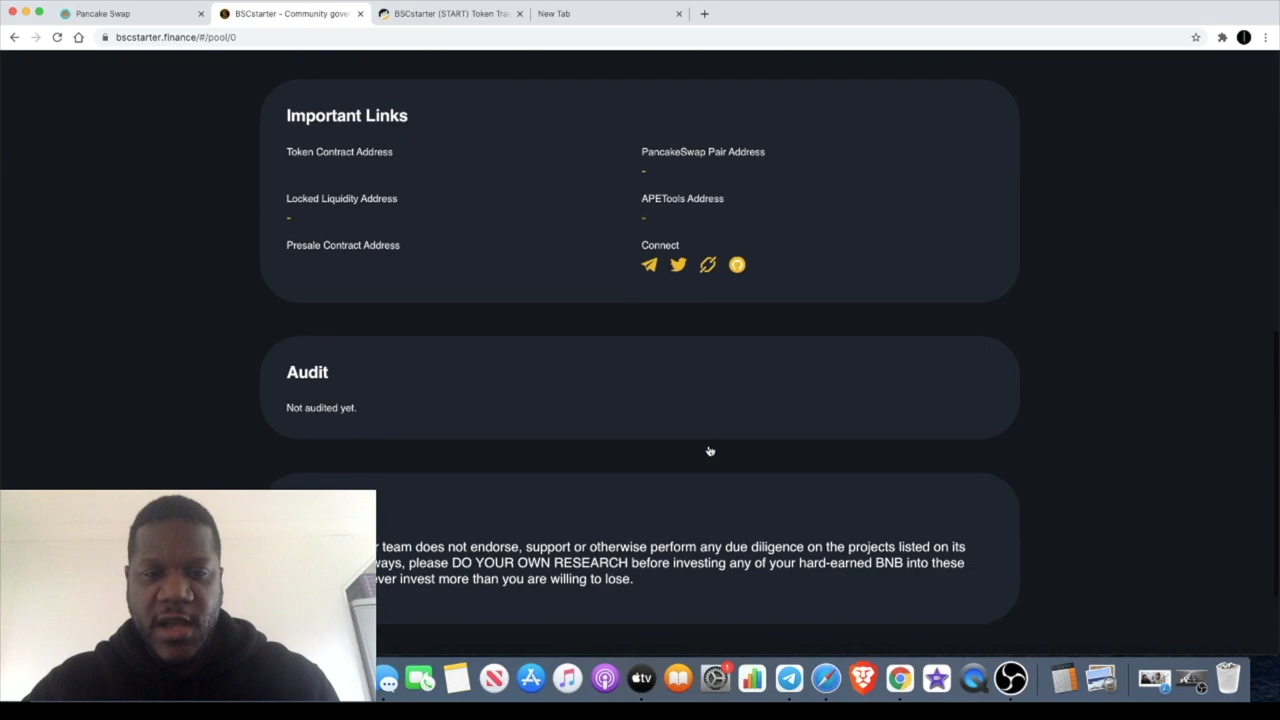 Pancake Swap
BSCstarter - Community gove
BSCstarter (START) Token Tra
New Tab
bscstarter.finance/#/pool/0
Important Links
Token Contract Address
PancakeSwap Pair Address
-
Locked Liquidity Address
-
APETools Address
-
Presale Contract Address
Connect
Audit
Not audited yet.
r team does not endorse, support or otherwise perform any due diligence on the projects listed on its
ways, please DO YOUR OWN RESEARCH before investing any of your hard-earned BNB into these
ever invest more than you are willing to lose.
tv
1